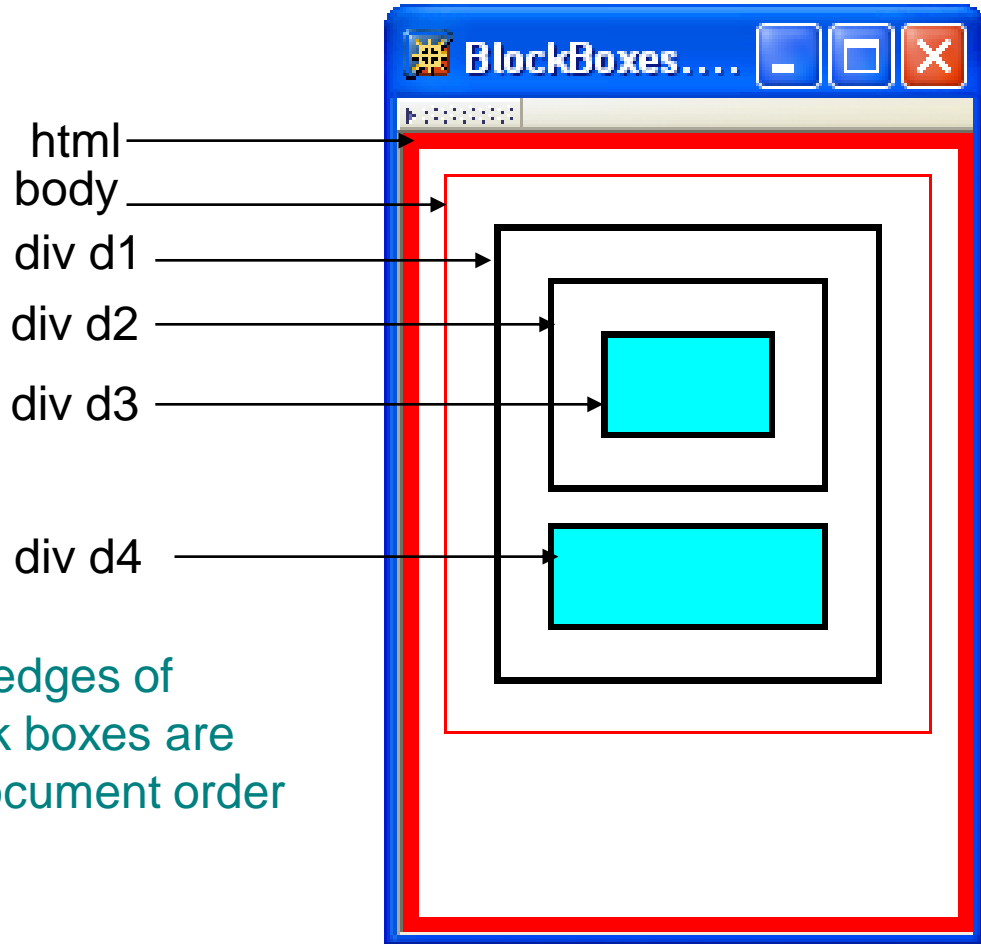 BlockBoxes....
html
body
div d1
div d2
div d3
div d4
edges of
k boxes are
ocument order